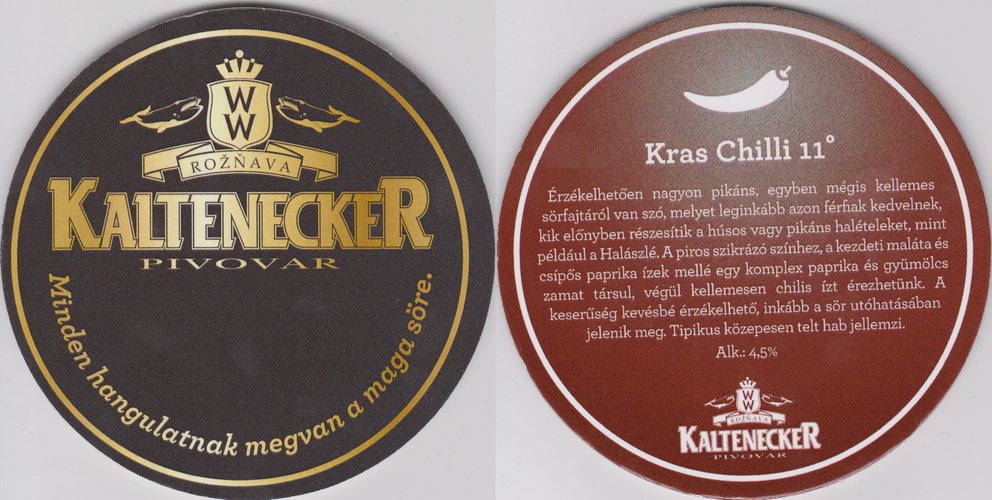 W
W
ROŽŇAVA
KALTENECKER
PIVOVAR
Minden hangulatnak megvan a maga söre.
Kras Chilli 11°
Érzékelhetően nagyon pikáns, egyben mégis kellemes
sörfajtáról van szó, melyet leginkább azon férfiak kedvelnek,
kik előnyben részesítik a húsos vagy pikáns halételeket, mint
például a Halászlé. A piros szikrázó színhez, a kezdeti maláta és
csípős paprika ízek mellé egy komplex paprika és gyümölcs
zamat társul, végül kellemesen chilis ízt érezhetünk. A
keserűség kevésbé érzékelhető, inkább a sör utóhatásában
jelenik meg. Tipikus közepesen telt hab jellemzi.
Alk.: 4,5%
W
W
ROŽŇAVA
KALTENECKER
PIVOVAR